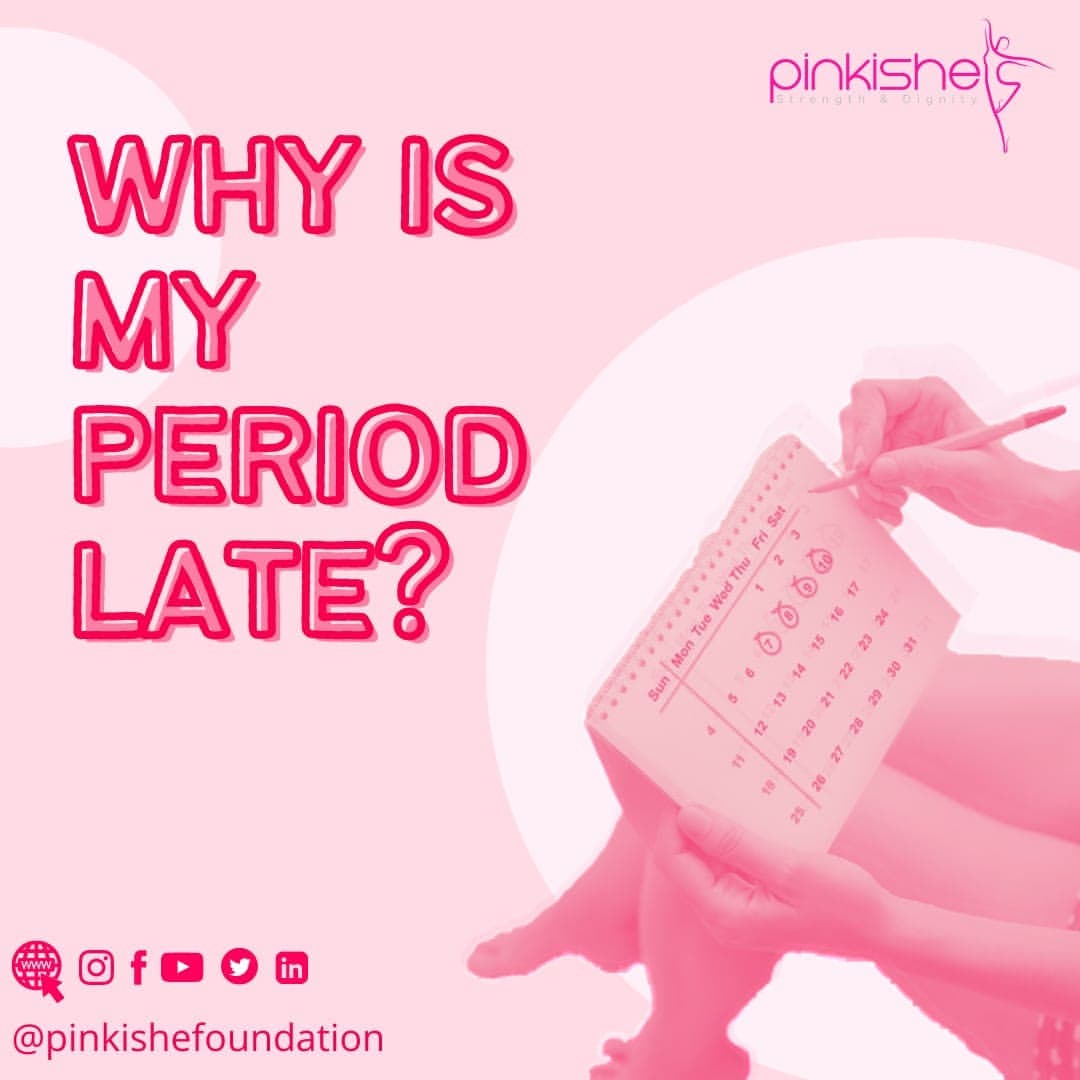 pinkishe
Strength & Dignity
WHY IS
MY
PERIOD
LATE?
Sun Mon Tue Wed Thu Fri Sat
1 2 3
4 5 6 7 8 9 10
11 12 13 14 15 16 17
18 19 20 21 22 23 24
25 26 27 28 29 30 31
www
@pinkishefoundation